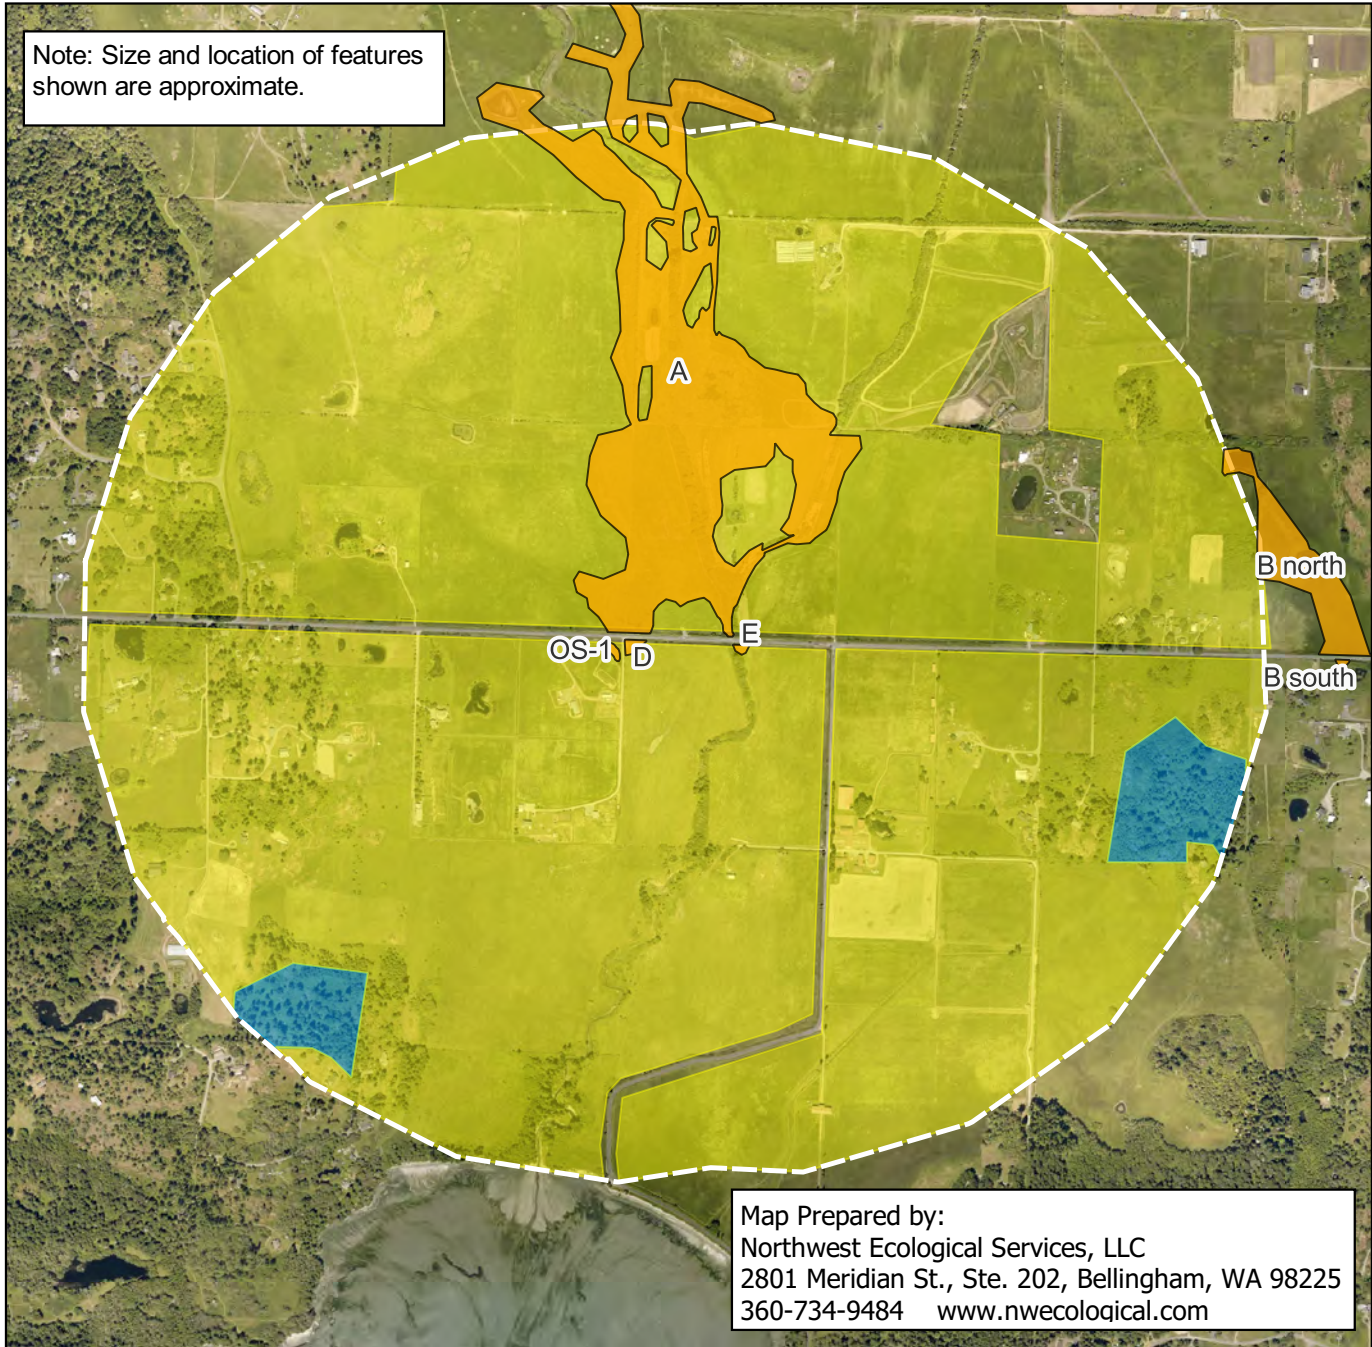 Note: Size and location of features
shown are approximate.
A
B north
E
OS-1
D
B south
Map Prepared by:
Northwest Ecological Services, LLC
2801 Meridian St., Ste. 202, Bellingham, WA 98225
360-734-9484 www.nwecological.com